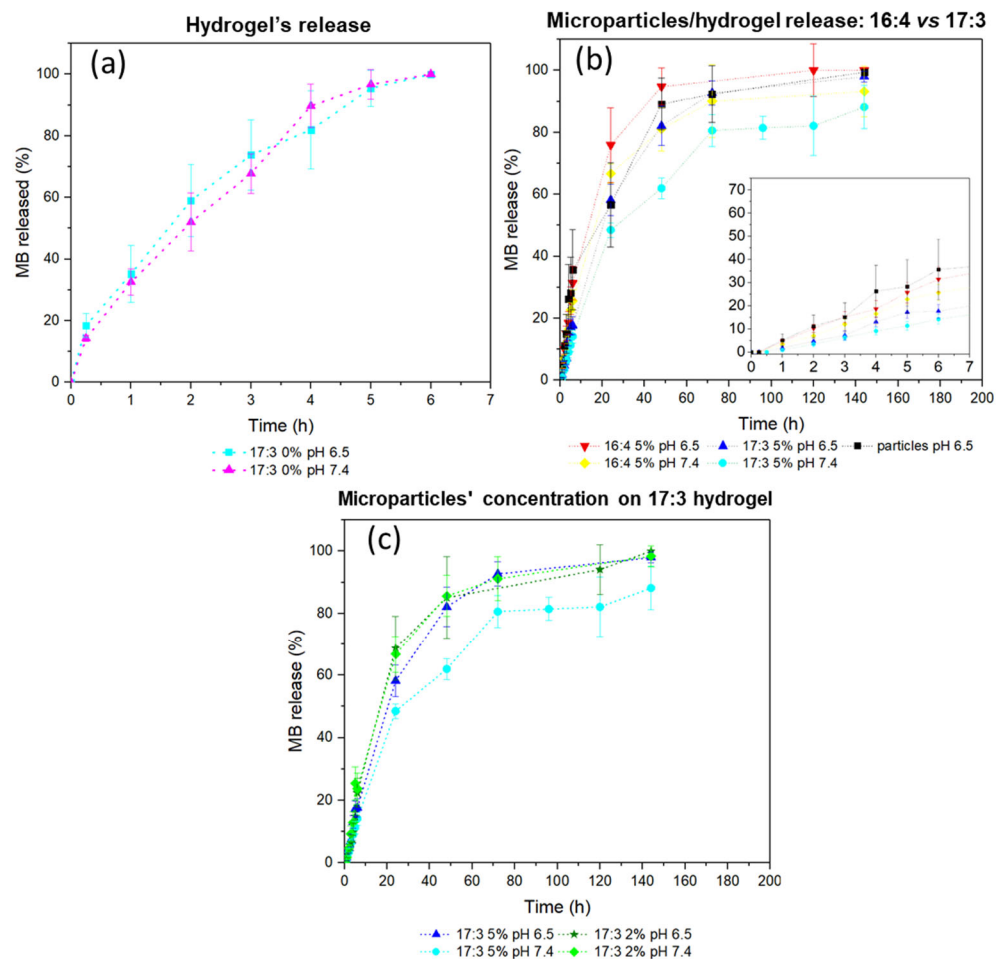 Hydrogel's release
(a)
MB released (%)
100
80
60
40
20
0
0 1 2 3 4 5 6 7
Time (h)
17:3 0% pH 6.5
17:3 0% pH 7.4
Microparticles/hydrogel release: 16:4 vs 17:3
(b)
MB release (%)
100
80
60
40
20
0
70
60
50
40
30
20
10
0
0 1 2 3 4 5 6 7
0 20 40 60 80 100 120 140 160 180 200
Time (h)
16:4 5% pH 6.5 17:3 5% pH 6.5 particles pH 6.5
16:4 5% pH 7.4 17:3 5% pH 7.4
Microparticles' concentration on 17:3 hydrogel
(c)
MB release (%)
100
80
60
40
20
0
0 20 40 60 80 100 120 140 160 180 200
Time (h)
17:3 5% pH 6.5 17:3 2% pH 6.5
17:3 5% pH 7.4 17:3 2% pH 7.4